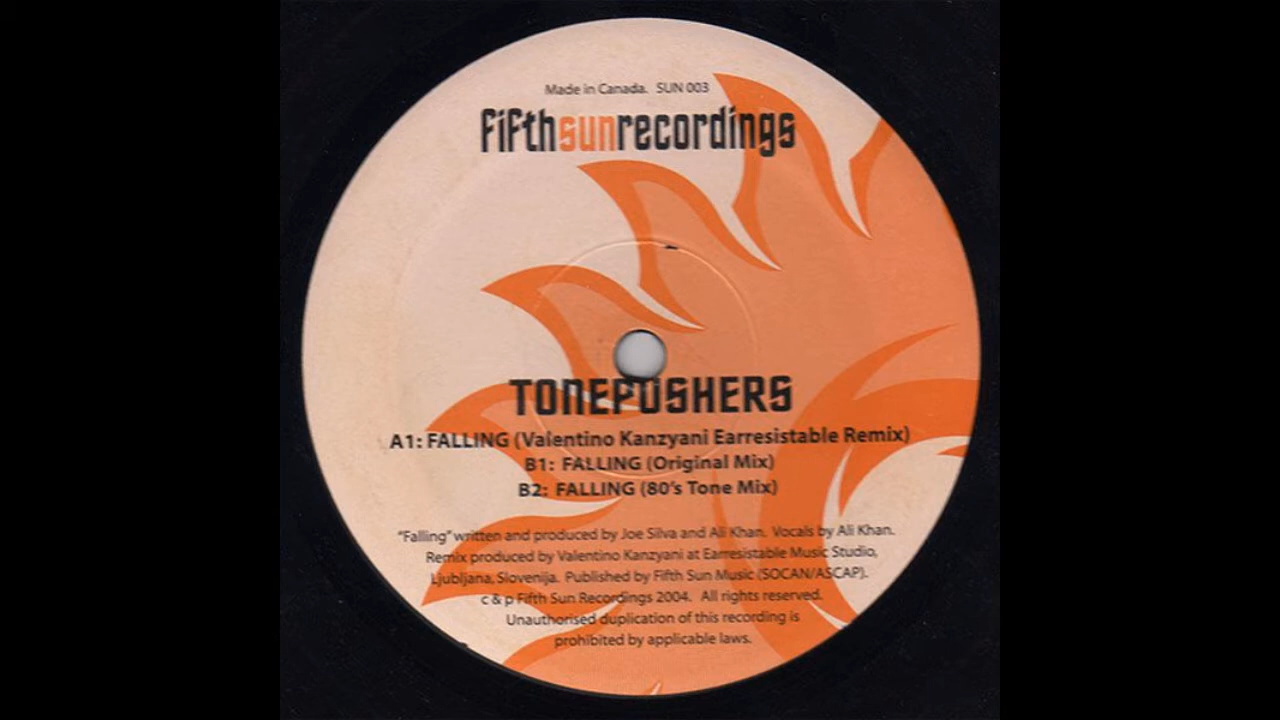 Made in Canada. SUN 003
fifthsunrecordings
TONEPUSHERS
A1: FALLING (Valentino Kanzyani Earresistable Remix)
B1: FALLING (Original Mix)
B2: FALLING (80's Tone Mix)
"Falling" written and produced by Joe Silva and Ali Khan. Vocals by Ali Khan.
Remix produced by Valentino Kanzyani at Earresistable Music Studio,
Ljubljana, Slovenija. Published by Fifth Sun Music (SOCAN/ASCAP).
c & p Fifth Sun Recordings 2004. All rights reserved.
Unauthorised duplication of this recording is
prohibited by applicable laws.